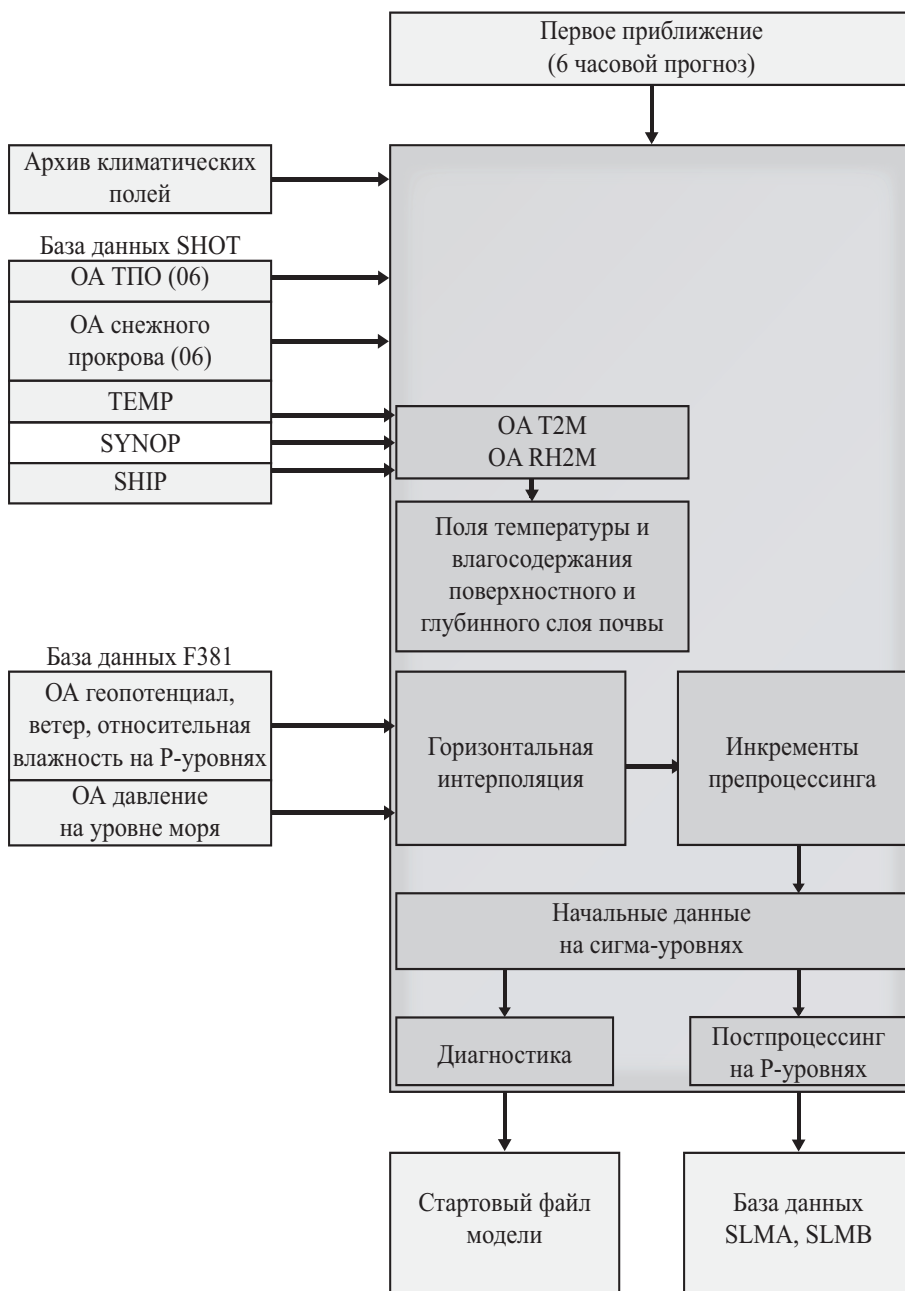 Первое приближение
(6 часовой прогноз)
Архив климатических
полей
База данных SHOT
ОА ТПО (06)
ОА снежного
прокрова (06)
TEMP
SYNOP
SHIP
ОА T2M
ОА RH2M
Поля температуры и
влагосодержания
поверхностного и
глубинного слоя почвы
База данных F381
ОА геопотенциал,
ветер, относительная
влажность на Р-уровнях
ОА давление
на уровне моря
Горизонтальная
интерполяция
Инкременты
препроцессинга
Начальные данные
на сигма-уровнях
Диагностика
Постпроцессинг
на Р-уровнях
Стартовый файл
модели
База данных
SLMA, SLMB